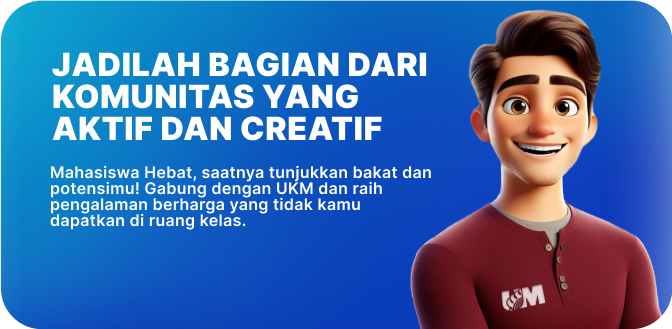 JADILAH BAGIAN DARI
KOMUNITAS YANG
AKTIF DAN CREATIF
Mahasiswa Hebat, saatnya tunjukkan bakat dan
potensimu! Gabung dengan UKM dan raih
pengalaman berharga yang tidak kamu
dapatkan di ruang kelas.
UM